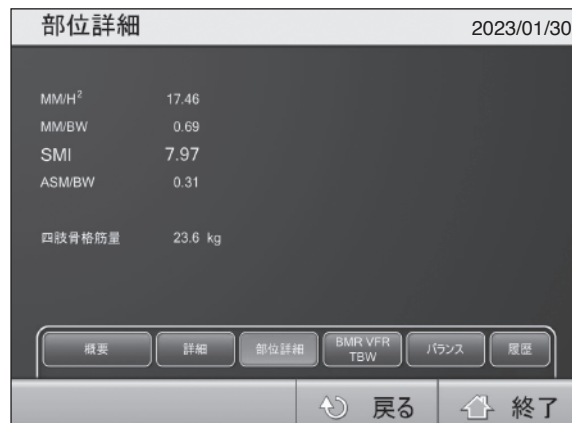 部位詳細 2023/01/30
MM/H² 17.46
MM/BW 0.69
SMI 7.97
ASM/BW 0.31
四肢骨格筋量 23.6 kg
概要 詳細 部位詳細 BMR VFR TBW バランス 履歴
戻る 終了